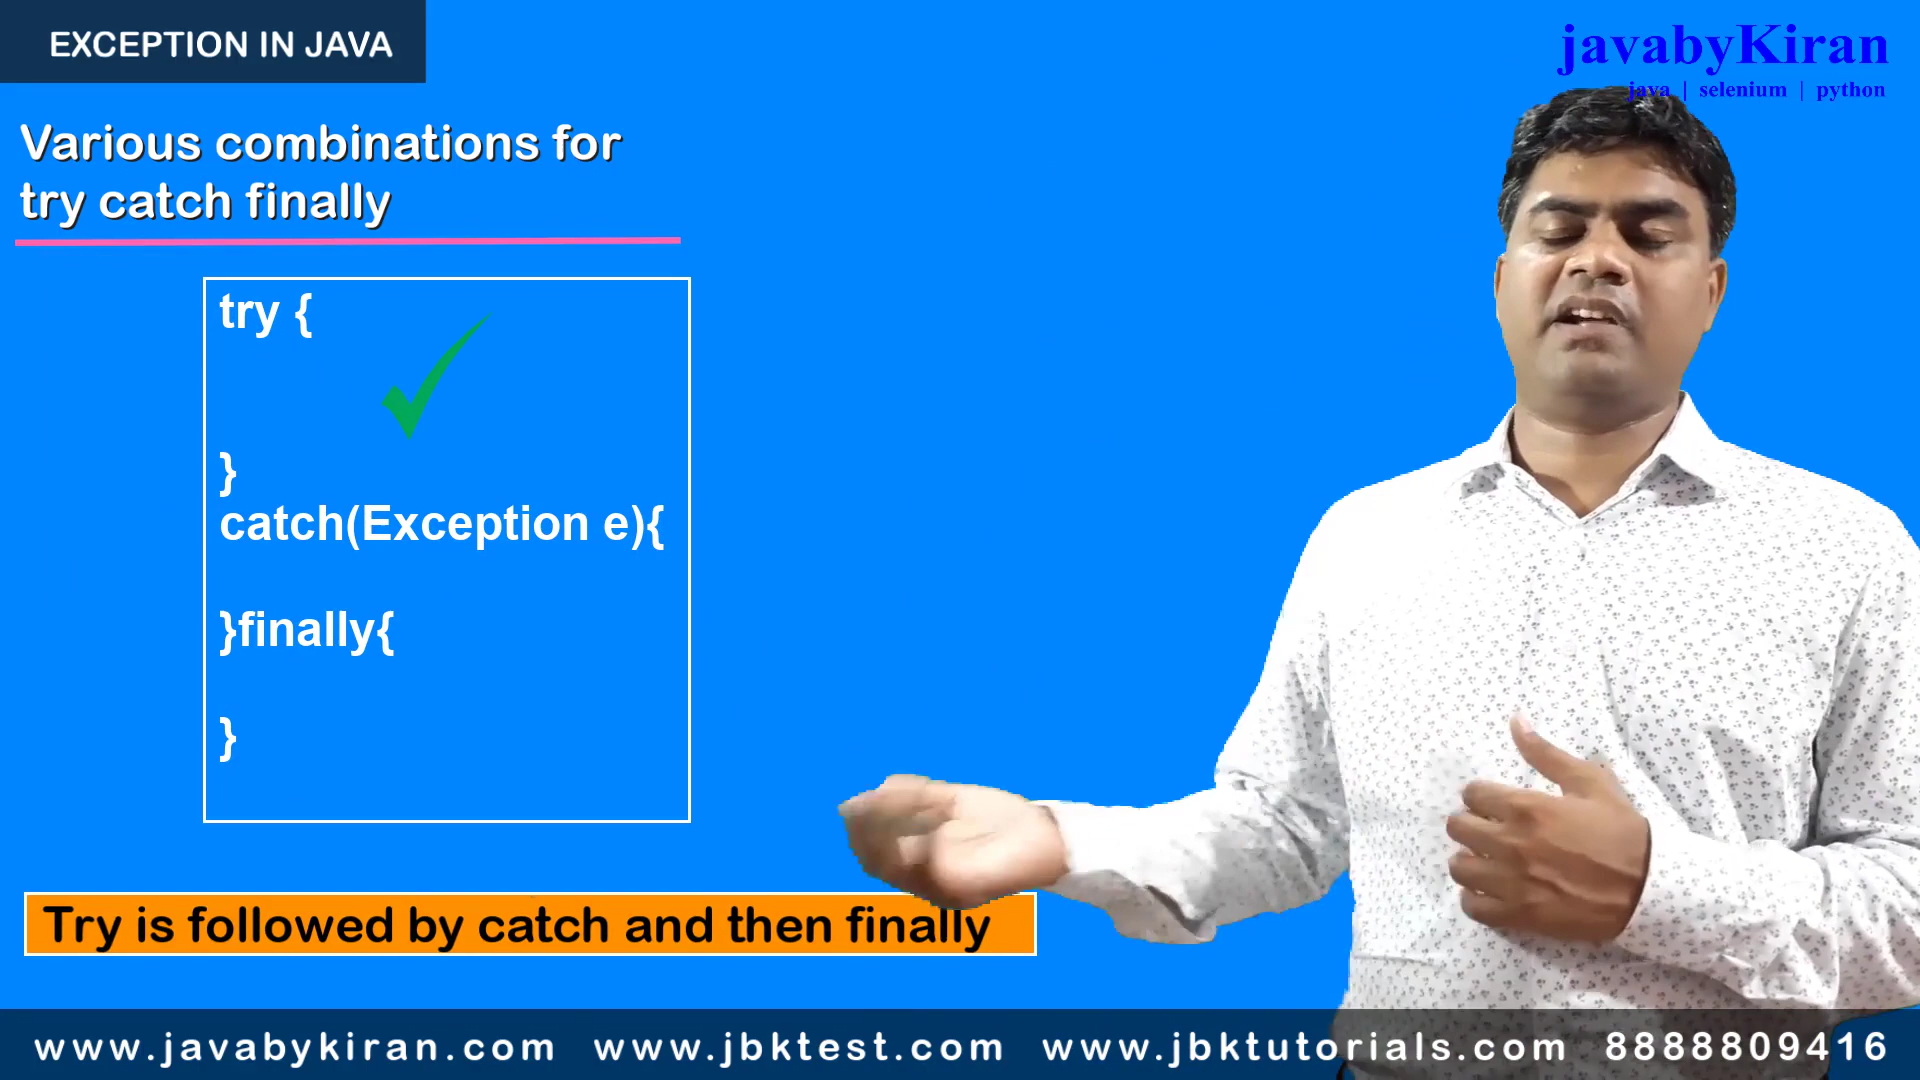 EXCEPTION IN JAVA
javabyKiran
java | selenium | python
Various combinations for
try catch finally
try {
}
catch(Exception e){
}finally{
}
Try is followed by catch and then finally
www.javabykiran.com www.jbktest.com www.jbktutorials.com 8888809416